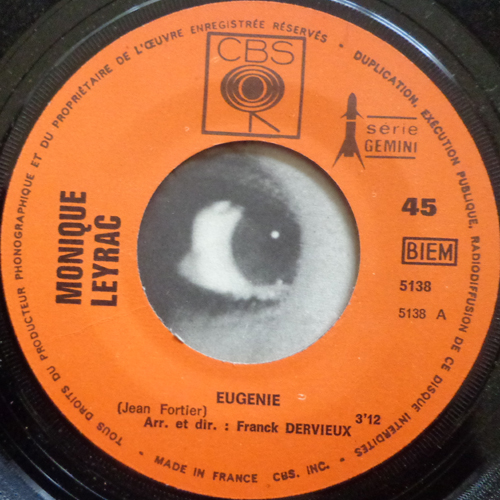 TOUS DROITS DU PRODUCTEUR PHONOGRAPHIQUE ET DU PROPRIÉTAIRE DE L'ŒUVRE ENREGISTRÉE RÉSERVÉS • DUPLICATION, EXÉCUTION PUBLIQUE, RADIODIFFUSION DE CE DISQUE INTERDITES •
CBS
série
GEMINI
MONIQUE
LEYRAC
45
BIEM
5138
5138 A
EUGENIE
(Jean Fortier)
3'12
Arr. et dir. : Franck DERVIEUX
MADE IN FRANCE CBS. INC. •